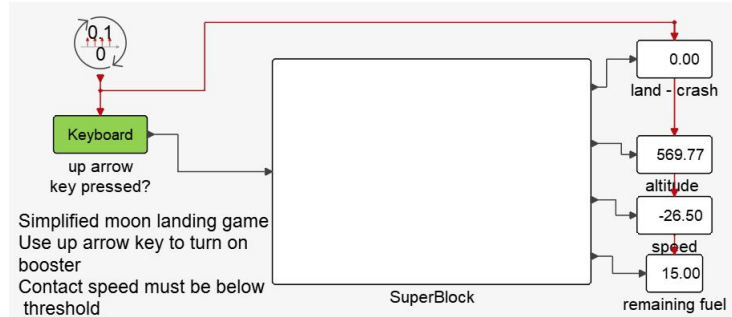 0.1
0
0.00
land - crash
Keyboard
up arrow
key pressed?
569.77
altitude
-26.50
speed
15.00
remaining fuel
SuperBlock
Simplified moon landing game
Use up arrow key to turn on
booster
Contact speed must be below
threshold